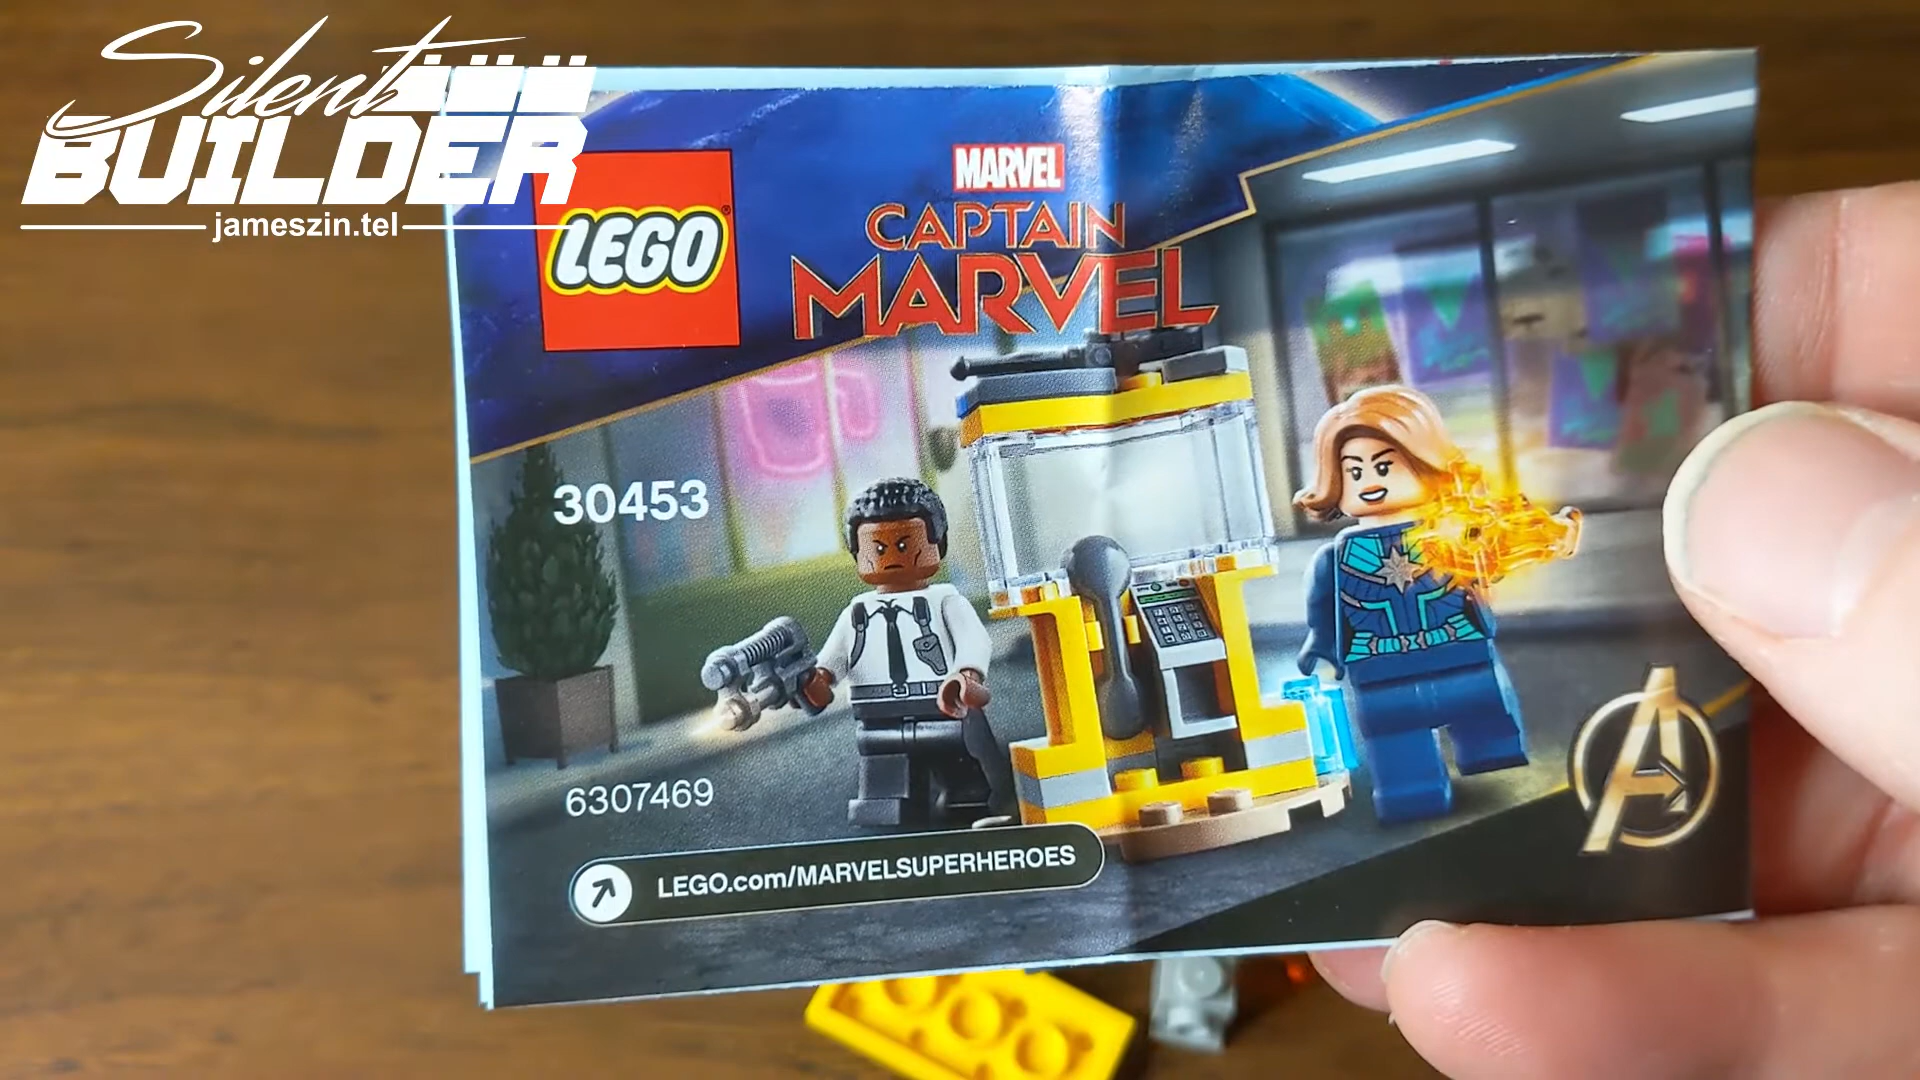 Silent
BUILDER
jameszin.tel
LEGO
MARVEL
CAPTAIN
MARVEL
30453
6307469
LEGO.com/MARVELSUPERHEROES